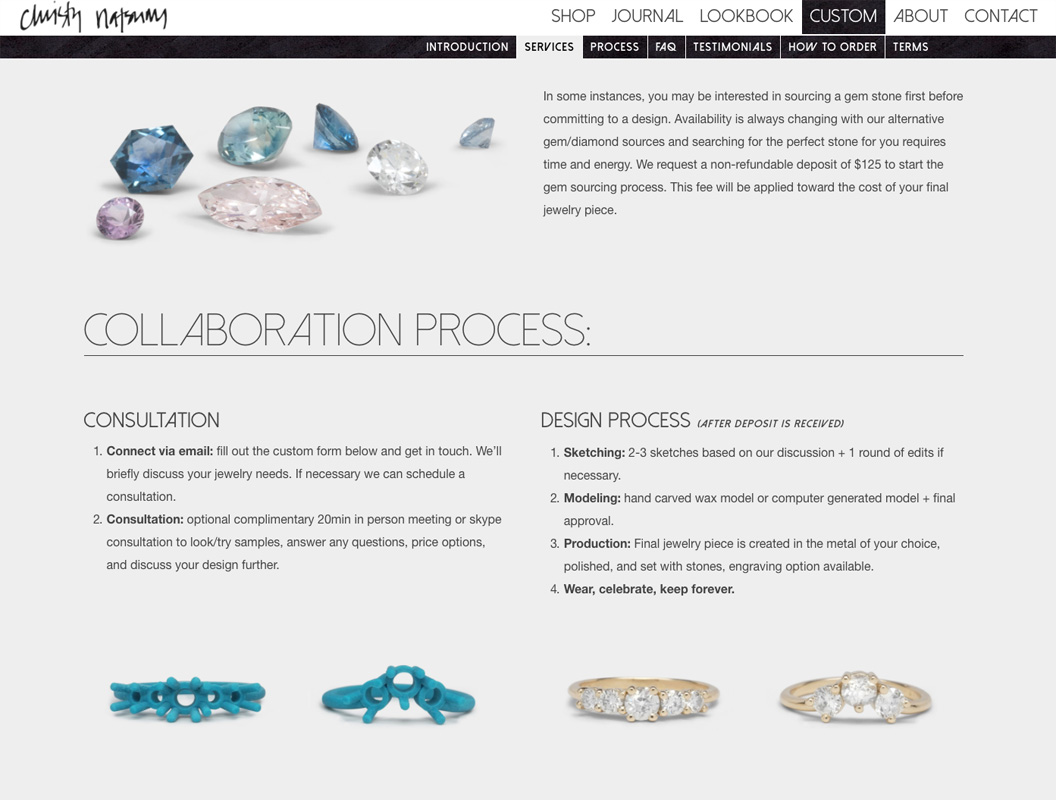 christy natsumi
SHOP JOURNAL LOOKBOOK CUSTOM ABOUT CONTACT
INTRODUCTION SERVICES PROCESS FAQ TESTIMONIALS HOW TO ORDER TERMS
In some instances, you may be interested in sourcing a gem stone first before
committing to a design. Availability is always changing with our alternative
gem/diamond sources and searching for the perfect stone for you requires
time and energy. We request a non-refundable deposit of $125 to start the
gem sourcing process. This fee will be applied toward the cost of your final
jewelry piece.
COLLABORATION PROCESS:
CONSULTATION
1. Connect via email: fill out the custom form below and get in touch. We'll
briefly discuss your jewelry needs. If necessary we can schedule a
consultation.
2. Consultation: optional complimentary 20min in person meeting or skype
consultation to look/try samples, answer any questions, price options,
and discuss your design further.
DESIGN PROCESS (AFTER DEPOSIT IS RECEIVED)
1. Sketching: 2-3 sketches based on our discussion + 1 round of edits if
necessary.
2. Modeling: hand carved wax model or computer generated model + final
approval.
3. Production: Final jewelry piece is created in the metal of your choice,
polished, and set with stones, engraving option available.
4. Wear, celebrate, keep forever.